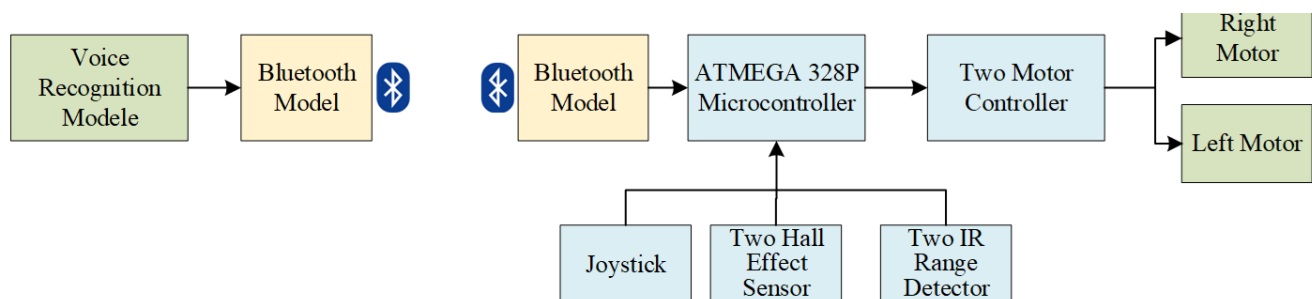 Voice
Recognition
Modele
Bluetooth
Model
Bluetooth
Model
ATMEGA 328P
Microcontroller
Two Motor
Controller
Right
Motor
Left Motor
Joystick
Two Hall
Effect
Sensor
Two IR
Range
Detector